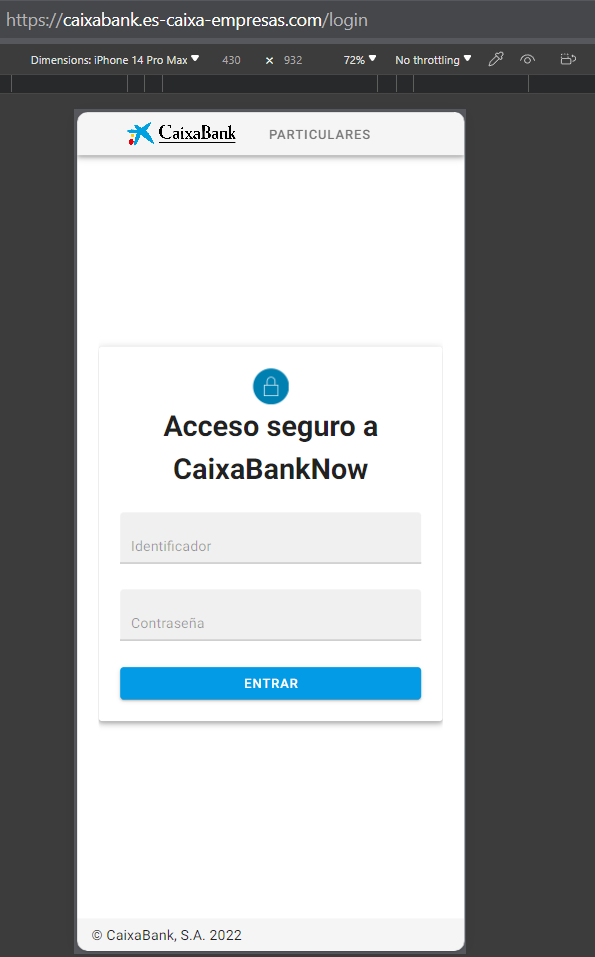 https://caixabank.es-caixa-empresas.com/login
Dimensions: iPhone 14 Pro Max ▼ 430 × 932 72% ▼ No throttling ▼
CaixaBank PARTICULARES
Acceso seguro a
CaixaBankNow
Identificador
Contraseña
ENTRAR
© CaixaBank, S.A. 2022